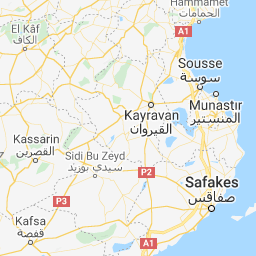 Hammamet
الحمامات
El Kāf
الكاف
A1
Sousse
سوسة
Munastır
المنستير
Kayravan
القيروان
Kassarin
القصرين
Sidi Bu Zeyd
سيدي بوزيد
P2
Safakes
صفاقس
P3
Kafsa
قفصة
A1